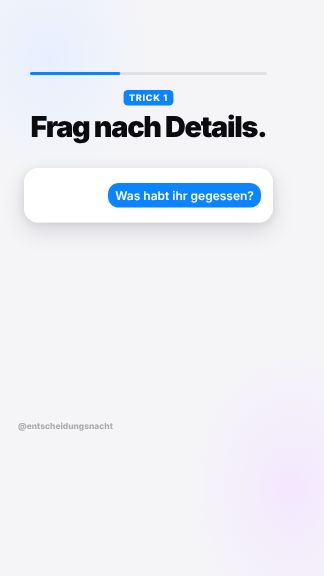 TRICK 1
Frag nach Details.
Was habt ihr gegessen?
@entscheidungsnacht